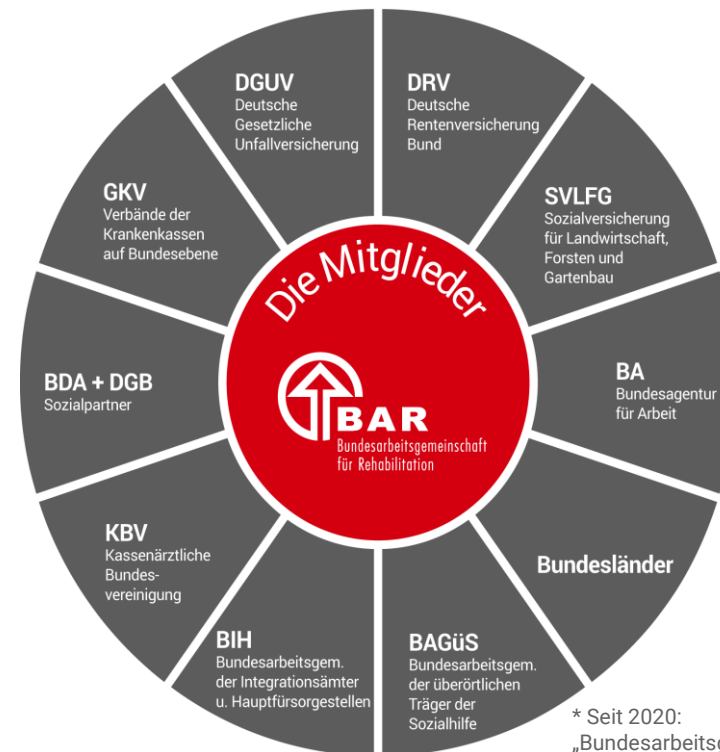 DGUV
Deutsche
Gesetzliche
Unfallversicherung
DRV
Deutsche
Rentenversicherung
Bund
SVLFG
Sozialversicherung
für Landwirtschaft,
Forsten und
Gartenbau
BA
Bundesagentur
für Arbeit
Bundesländer
BAGüS
Bundesarbeitsgem.
der überörtlichen
Träger der
Sozialhilfe
BIH
Bundesarbeitsgem.
der Integrationsämter
u. Hauptfürsorgestellen
KBV
Kassenärztliche
Bundes-
vereinigung
BDA + DGB
Sozialpartner
GKV
Verbände der
Krankenkassen
auf Bundesebene
Die Mitglieder
BAR
Bundesarbeitsgemeinschaft
für Rehabilitation
* Seit 2020: